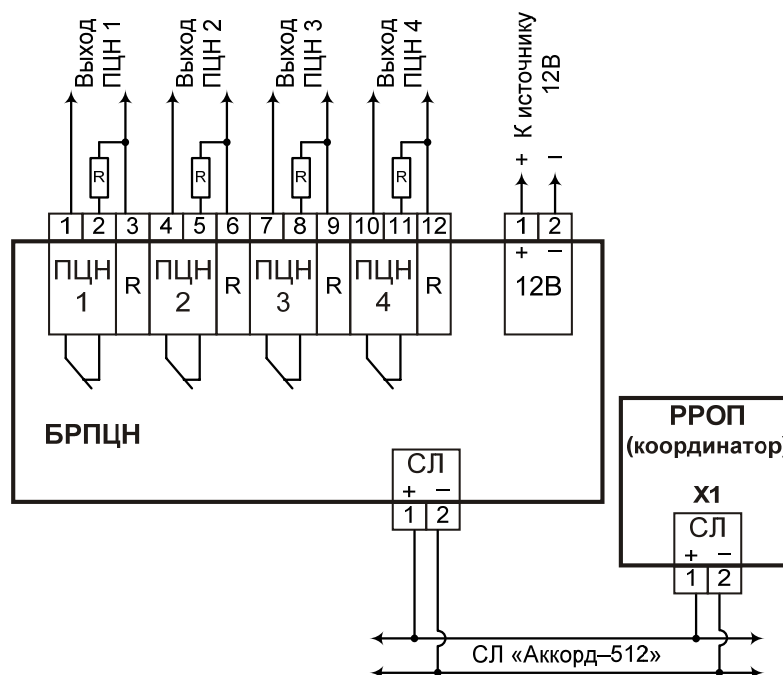 Выход
ПЦН 1
Выход
ПЦН 2
Выход
ПЦН 3
Выход
ПЦН 4
К источнику
12В
+ –
R R R R
1 2 3 4 5 6 7 8 9 10 11 12 1 2
ПЦН
1
R
ПЦН
2
R
ПЦН
3
R
ПЦН
4
R
+ –
12В
БРПЦН
СЛ
+ –
1 2
РРОП
(координатор)
X1
СЛ
+ –
1 2
СЛ «Аккорд–512»